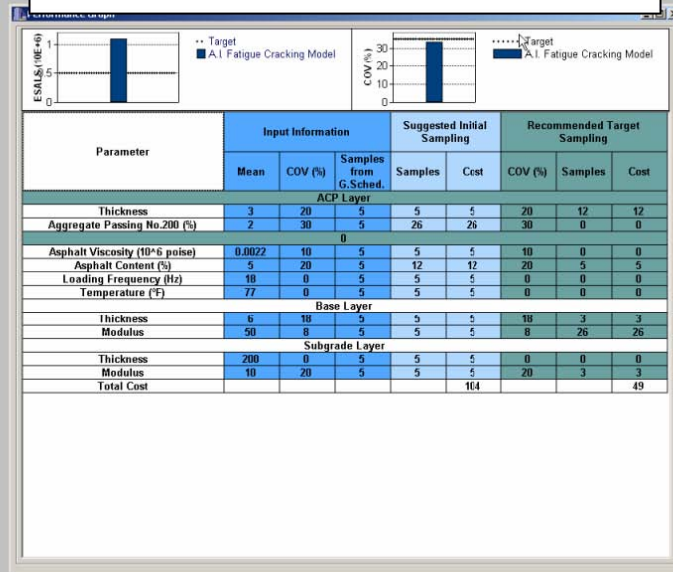 Performance Graph
ESALS (10E+6)
1
0.5
0
Target
A.I. Fatigue Cracking Model
COV (%)
30
20
10
0
Target
A.I. Fatigue Cracking Model
Parameter Input Information Suggested Initial Sampling Recommended Target Sampling
Mean COV (%) Samples from G.Sched. Samples Cost COV (%) Samples Cost
ACP Layer
Thickness 3 20 5 5 5 20 12 12
Aggregate Passing No.200 (%) 2 30 5 26 26 30 0 0
0
Asphalt Viscosity (10^6 poise) 0.0022 10 5 5 5 10 0 0
Asphalt Content (%) 5 20 5 12 12 20 5 5
Loading Frequency (Hz) 18 0 5 5 5 0 0 0
Temperature (°F) 77 0 5 5 5 0 0 0
Base Layer
Thickness 6 18 5 5 5 18 3 3
Modulus 50 8 5 5 5 8 26 26
Subgrade Layer
Thickness 200 0 5 5 5 0 0 0
Modulus 10 20 5 5 5 20 3 3
Total Cost 104 49